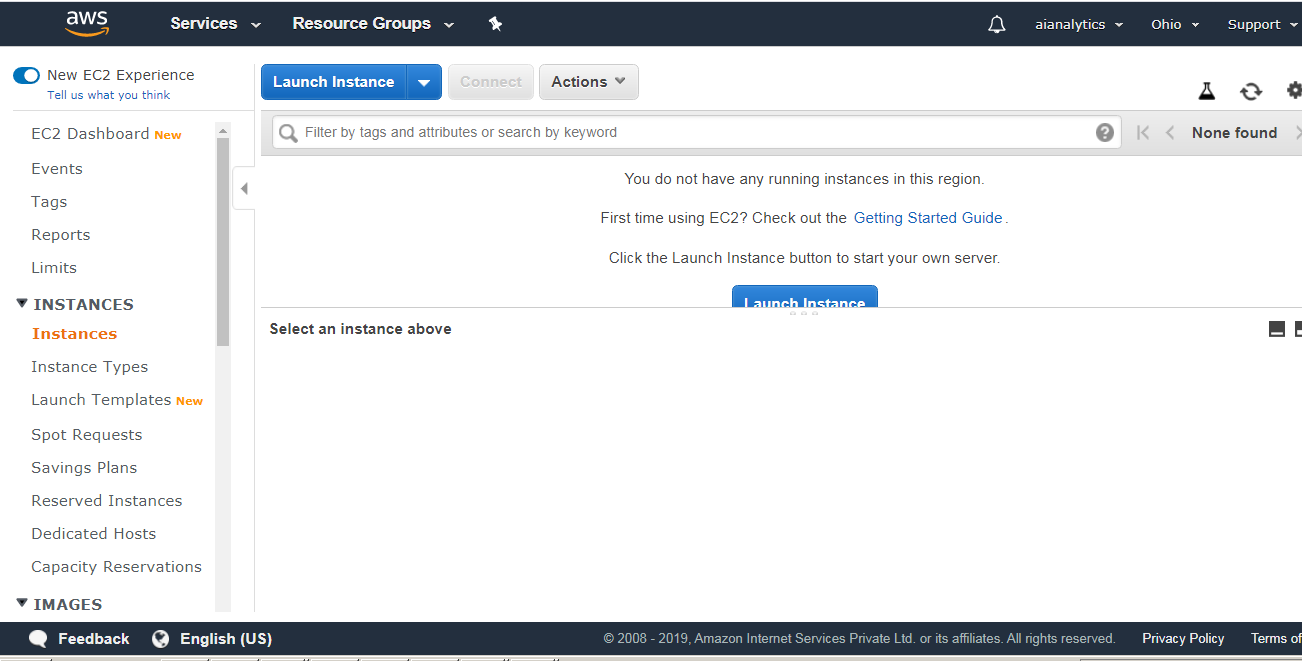 aws Services Resource Groups aianalytics Ohio Support
New EC2 Experience
Tell us what you think
Launch Instance Connect Actions
Filter by tags and attributes or search by keyword ? None found
EC2 Dashboard New
Events
Tags
Reports
Limits
INSTANCES
Instances
Instance Types
Launch Templates New
Spot Requests
Savings Plans
Reserved Instances
Dedicated Hosts
Capacity Reservations
IMAGES
You do not have any running instances in this region.
First time using EC2? Check out the Getting Started Guide.
Click the Launch Instance button to start your own server.
Launch Instance
Select an instance above
Feedback English (US) © 2008 - 2019, Amazon Internet Services Private Ltd. or its affiliates. All rights reserved. Privacy Policy Terms of